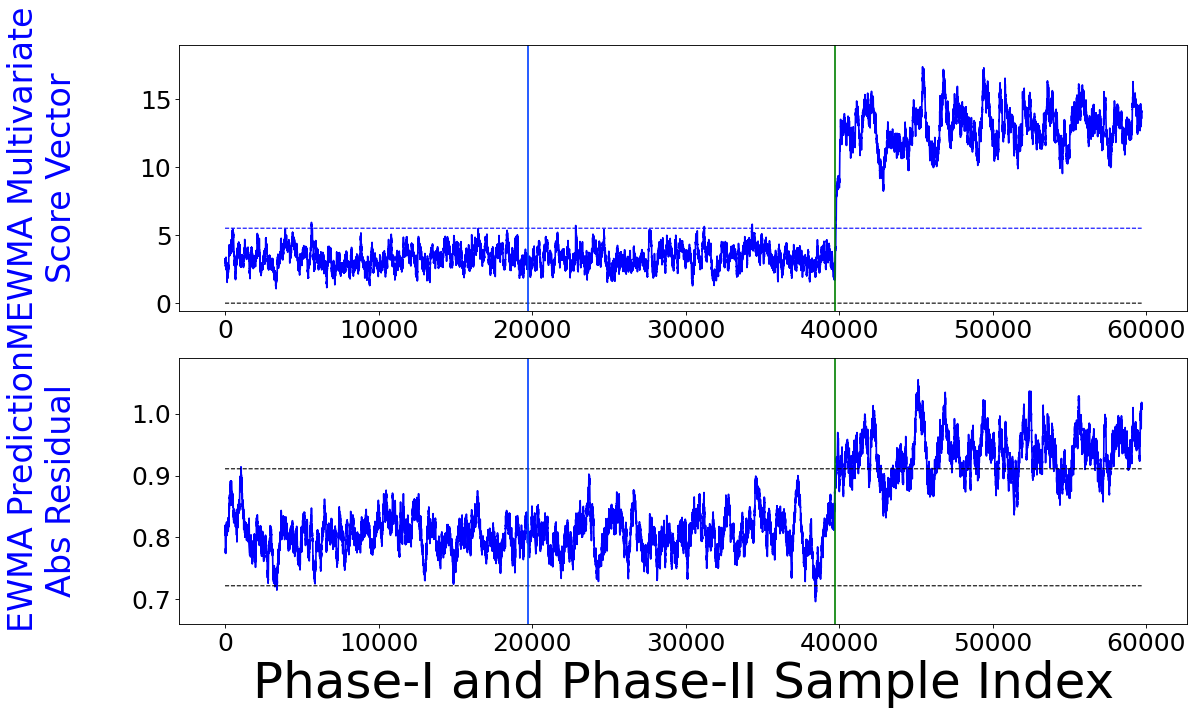 MEWMA Multivariate
Score Vector
15
10
5
0
0 10000 20000 30000 40000 50000 60000
EWMA Prediction
Abs Residual
1.0
0.9
0.8
0.7
0 10000 20000 30000 40000 50000 60000
Phase-I and Phase-II Sample Index